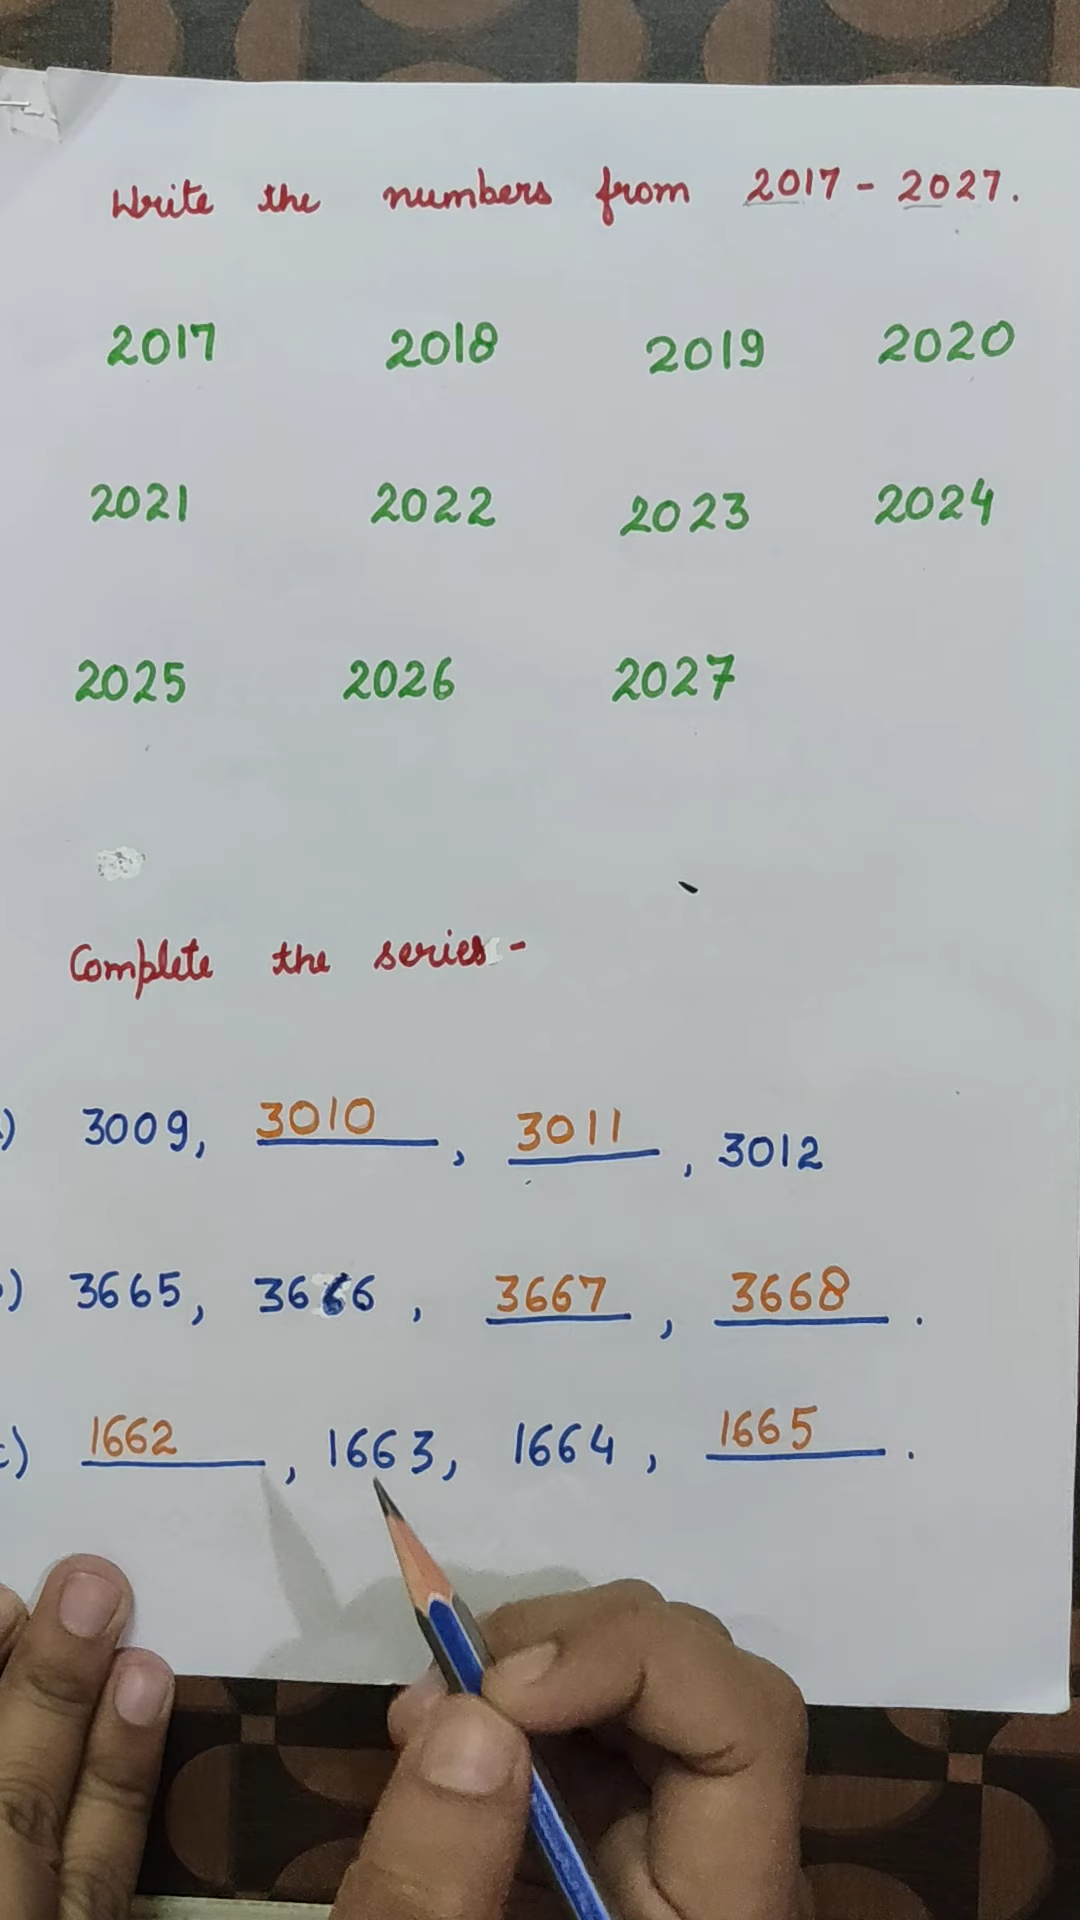 Write the numbers from 2017 - 2027.
2017 2018 2019 2020
2021 2022 2023 2024
2025 2026 2027
Complete the series -
) 3009, 3010, 3011, 3012
) 3665, 3666, 3667, 3668.
c) 1662, 1663, 1664, 1665.